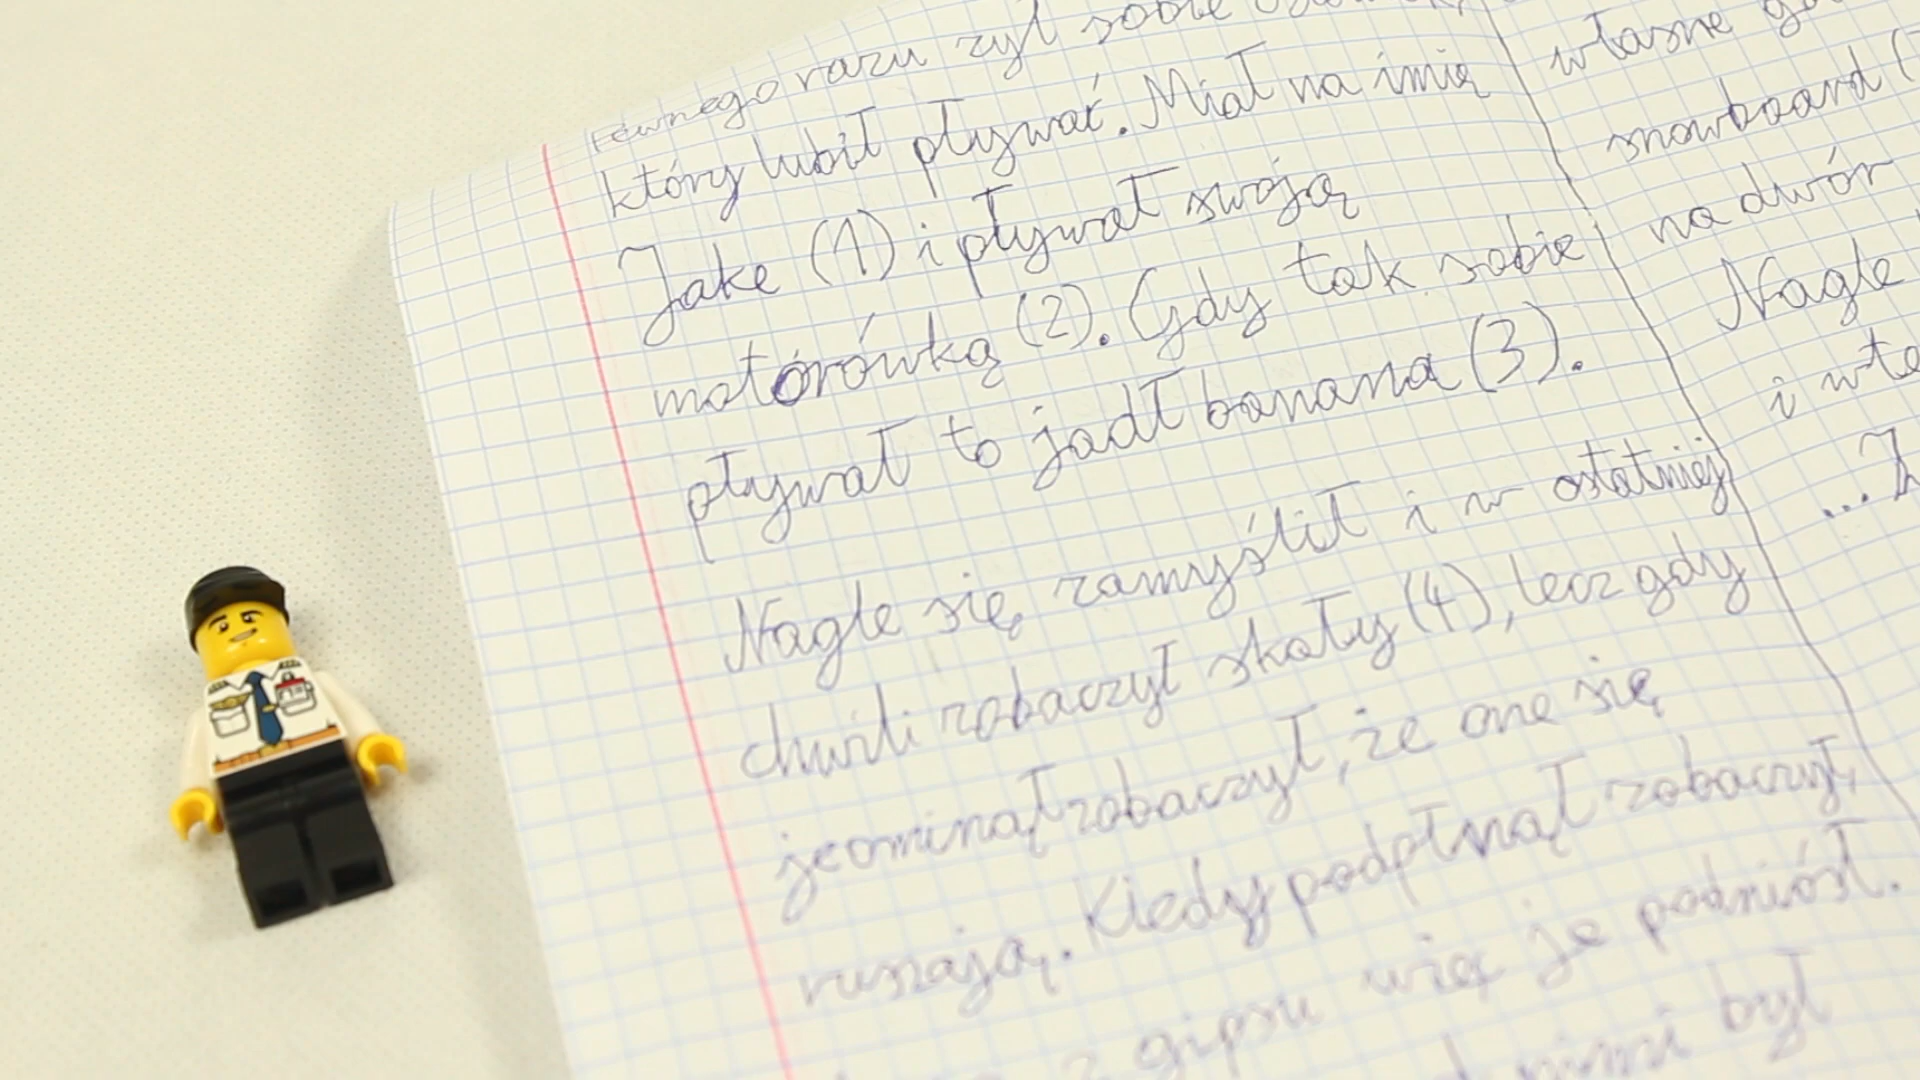 Pewnego razu żył sobie
który lubił pływać. Miał na imię
Jake (1) i pływał swoją
motorówką (2). Gdy tak sobie
pływał to jadł banana (3).
Nagle się zamyślił i w ostatniej
chwili zobaczył skały (4), lecz gdy
je ominął zobaczył, że one się
ruszają. Kiedy podpłnął zobaczył,
z gipsu więc je podniósł.
nimi był
własne
snowboard
na dwór
Nagle
i
...